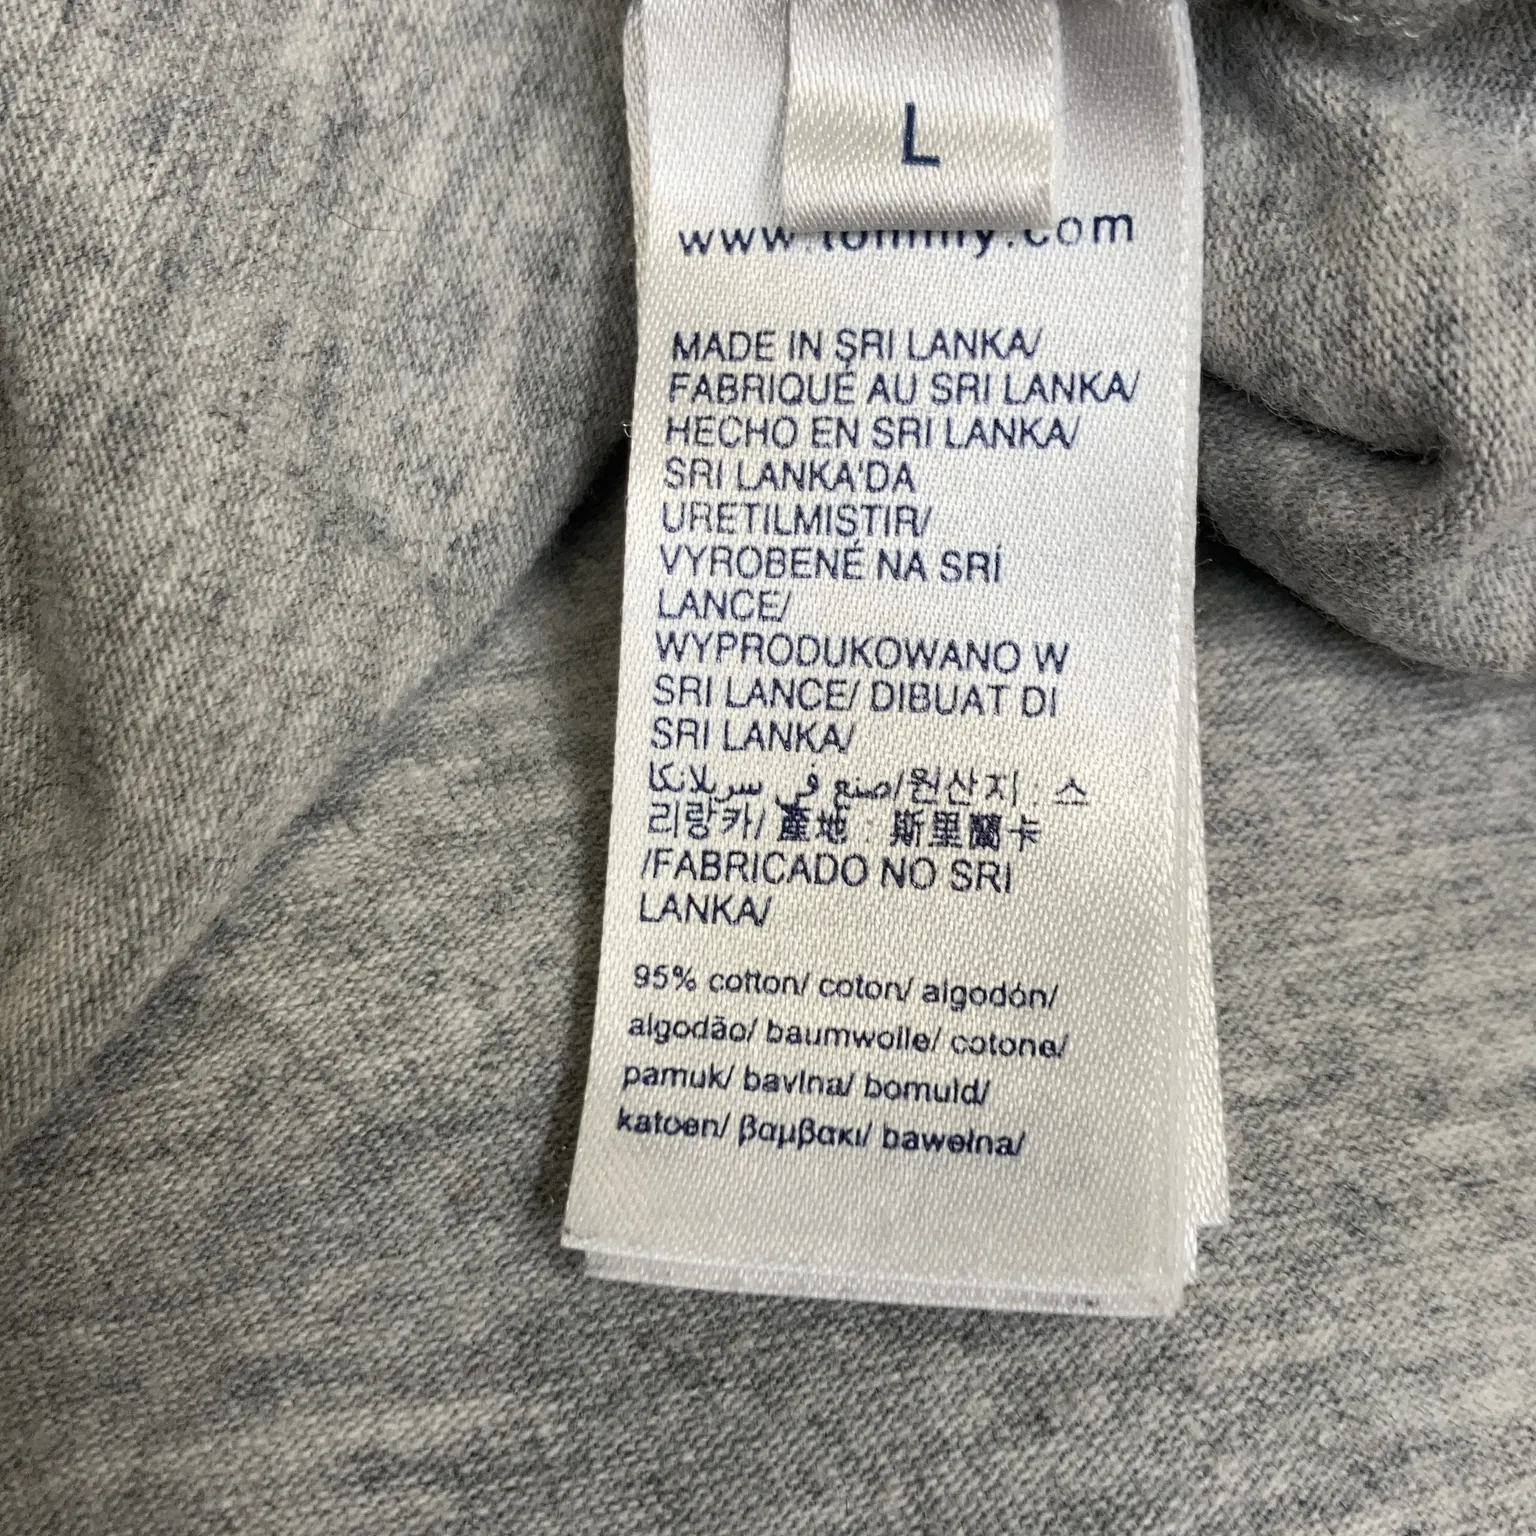 L
www.tommy.com
MADE IN SRI LANKA/
FABRIQUÉ AU SRI LANKA/
HECHO EN SRI LANKA/
SRI LANKA'DA
URETILMISTIR/
VYROBENÉ NA SRÍ
LANCE/
WYPRODUKOWANO W
SRI LANCE/ DIBUAT DI
SRI LANKA/
صنع في سريلانكا/원산지 : 스
리랑카/ 產地 : 斯里蘭卡
/FABRICADO NO SRI
LANKA/
95% cotton/ coton/ algodón/
algodão/ baumwolle/ cotone/
pamuk/ bavlna/ bomuld/
katoen/ βαμβακι/ bawełna/